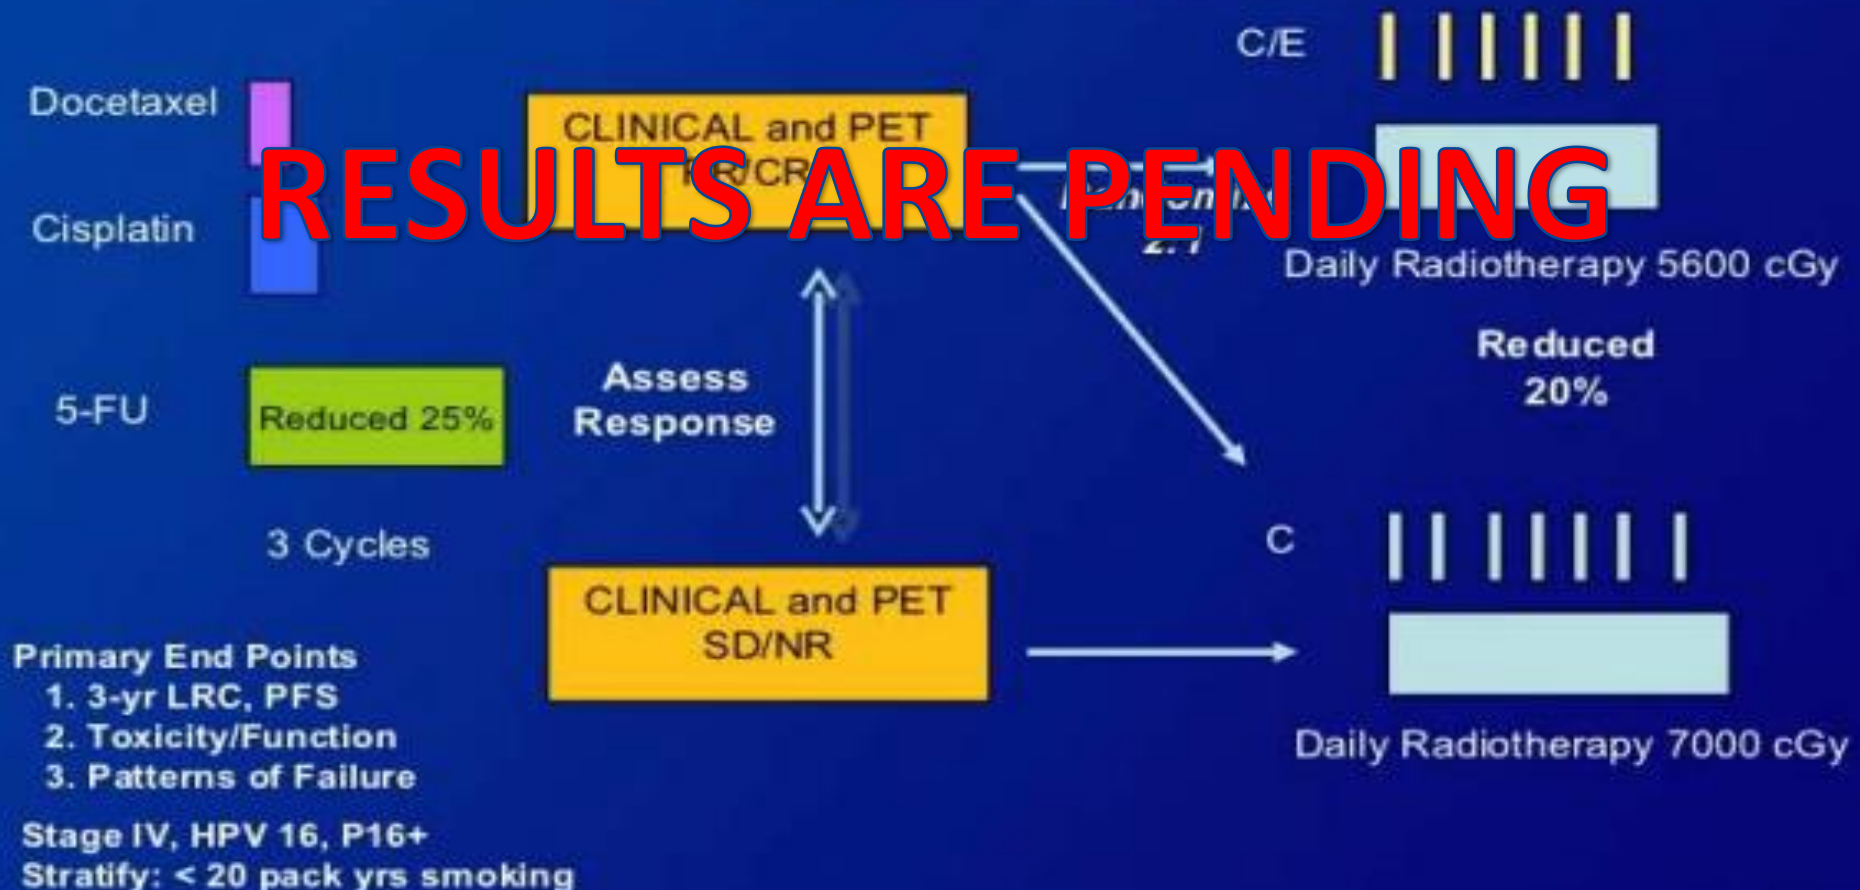 Docetaxel
Cisplatin
5-FU
Reduced 25%
3 Cycles
CLINICAL and PET
PR/CR
RESULTS ARE PENDING
Assess
Response
CLINICAL and PET
SD/NR
C/E
Daily Radiotherapy 5600 cGy
Reduced
20%
C
Daily Radiotherapy 7000 cGy
Primary End Points
1. 3-yr LRC, PFS
2. Toxicity/Function
3. Patterns of Failure
Stage IV, HPV 16, P16+
Stratify: < 20 pack yrs smoking